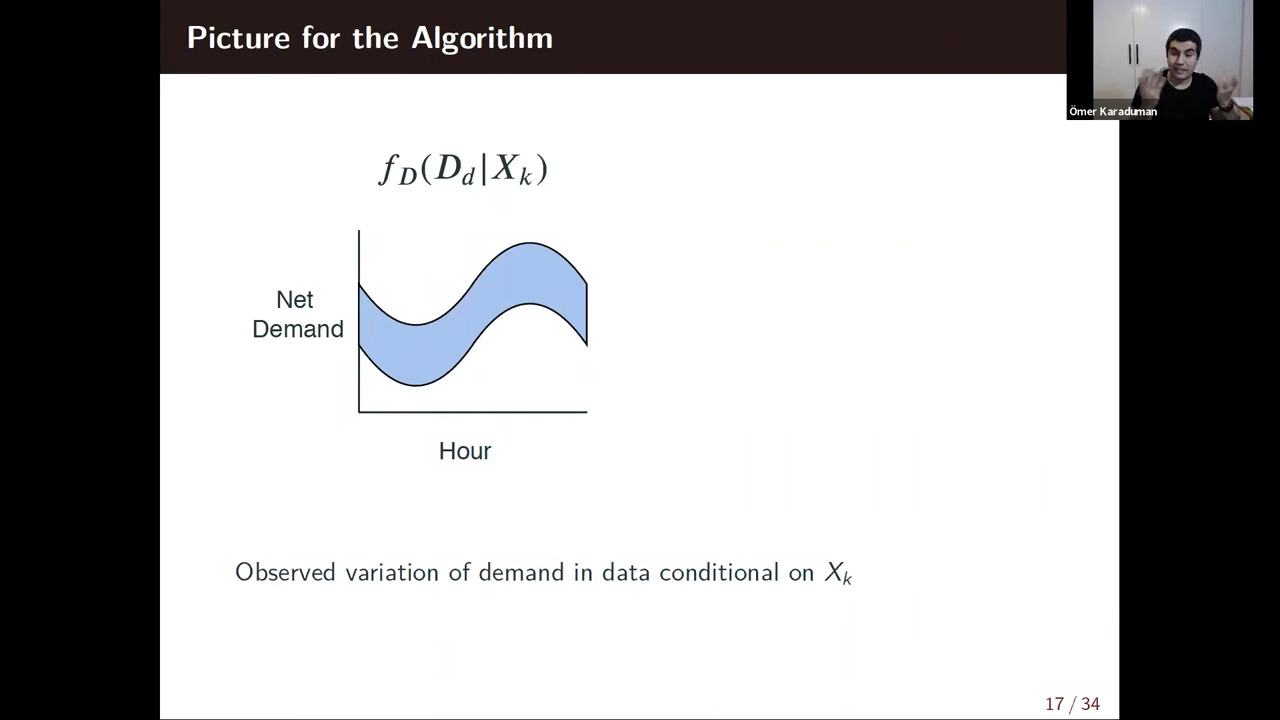 Picture for the Algorithm
Ömer Karaduman
f_D(D_d|X_k)
Net
Demand
Hour
Observed variation of demand in data conditional on X_k
17 / 34